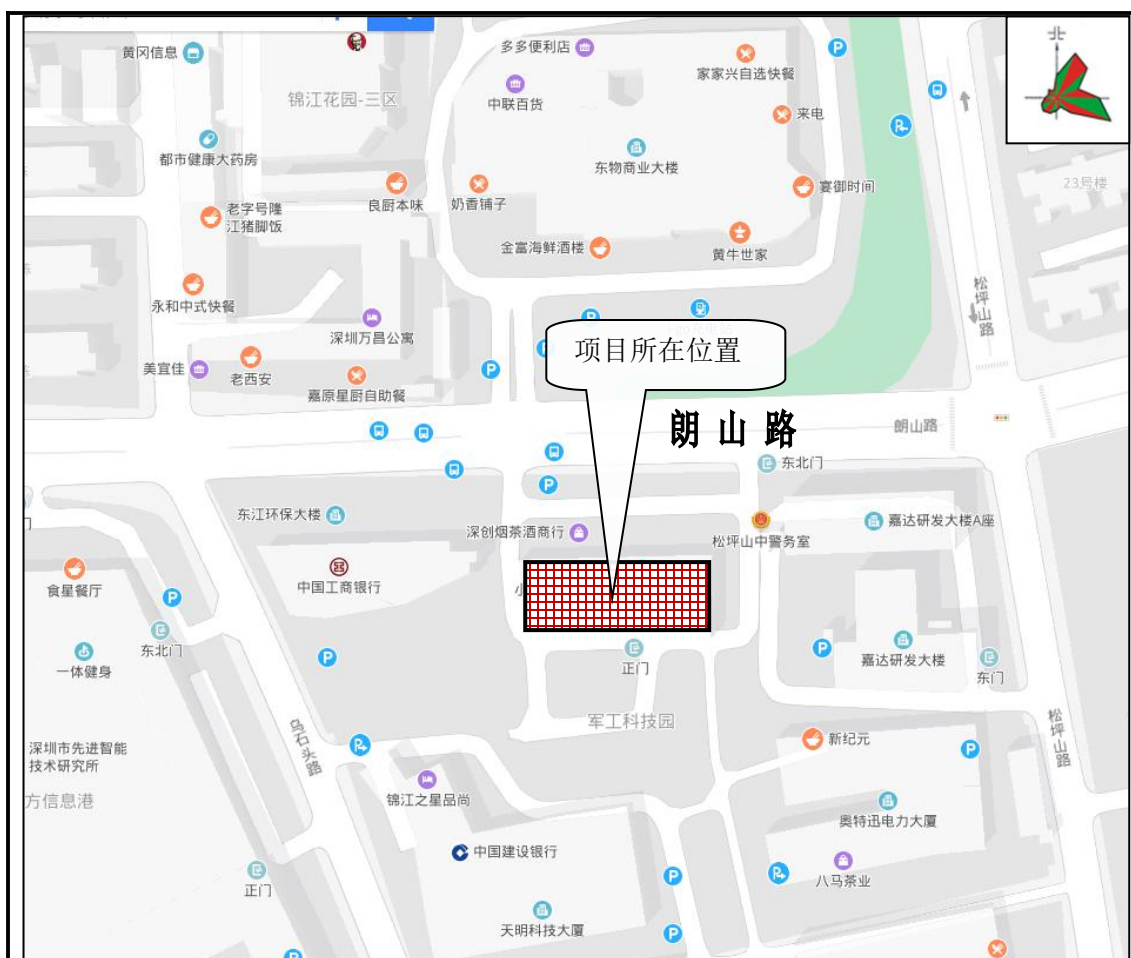 北
黄冈信息
多多便利店
家家兴自选快餐
P
锦江花园-三区
中联百货
来电
都市健康大药房
东物商业大楼
23号楼
宴御时间
良厨本味
奶香铺子
老字号隆
江猪脚饭
金富海鲜酒楼
黄牛世家
永和中式快餐
松坪山路
深圳万昌公寓
P
项目所在位置
美宜佳
老西安
P
嘉原星厨自助餐
朗山路
朗山路
东北门
P
东江环保大楼
深创烟茶酒商行
松坪山中警务室
嘉达研发大楼A座
食星餐厅
中国工商银行
小
P
东北门
一体健身
P
正门
P
嘉达研发大楼
东门
军工科技园
乌石头路
松坪山路
深圳市先进智能
技术研究所
新纪元
P
方信息港
锦江之星品尚
奥特迅电力大厦
中国建设银行
正门
P
八马茶业
天明科技大厦
P